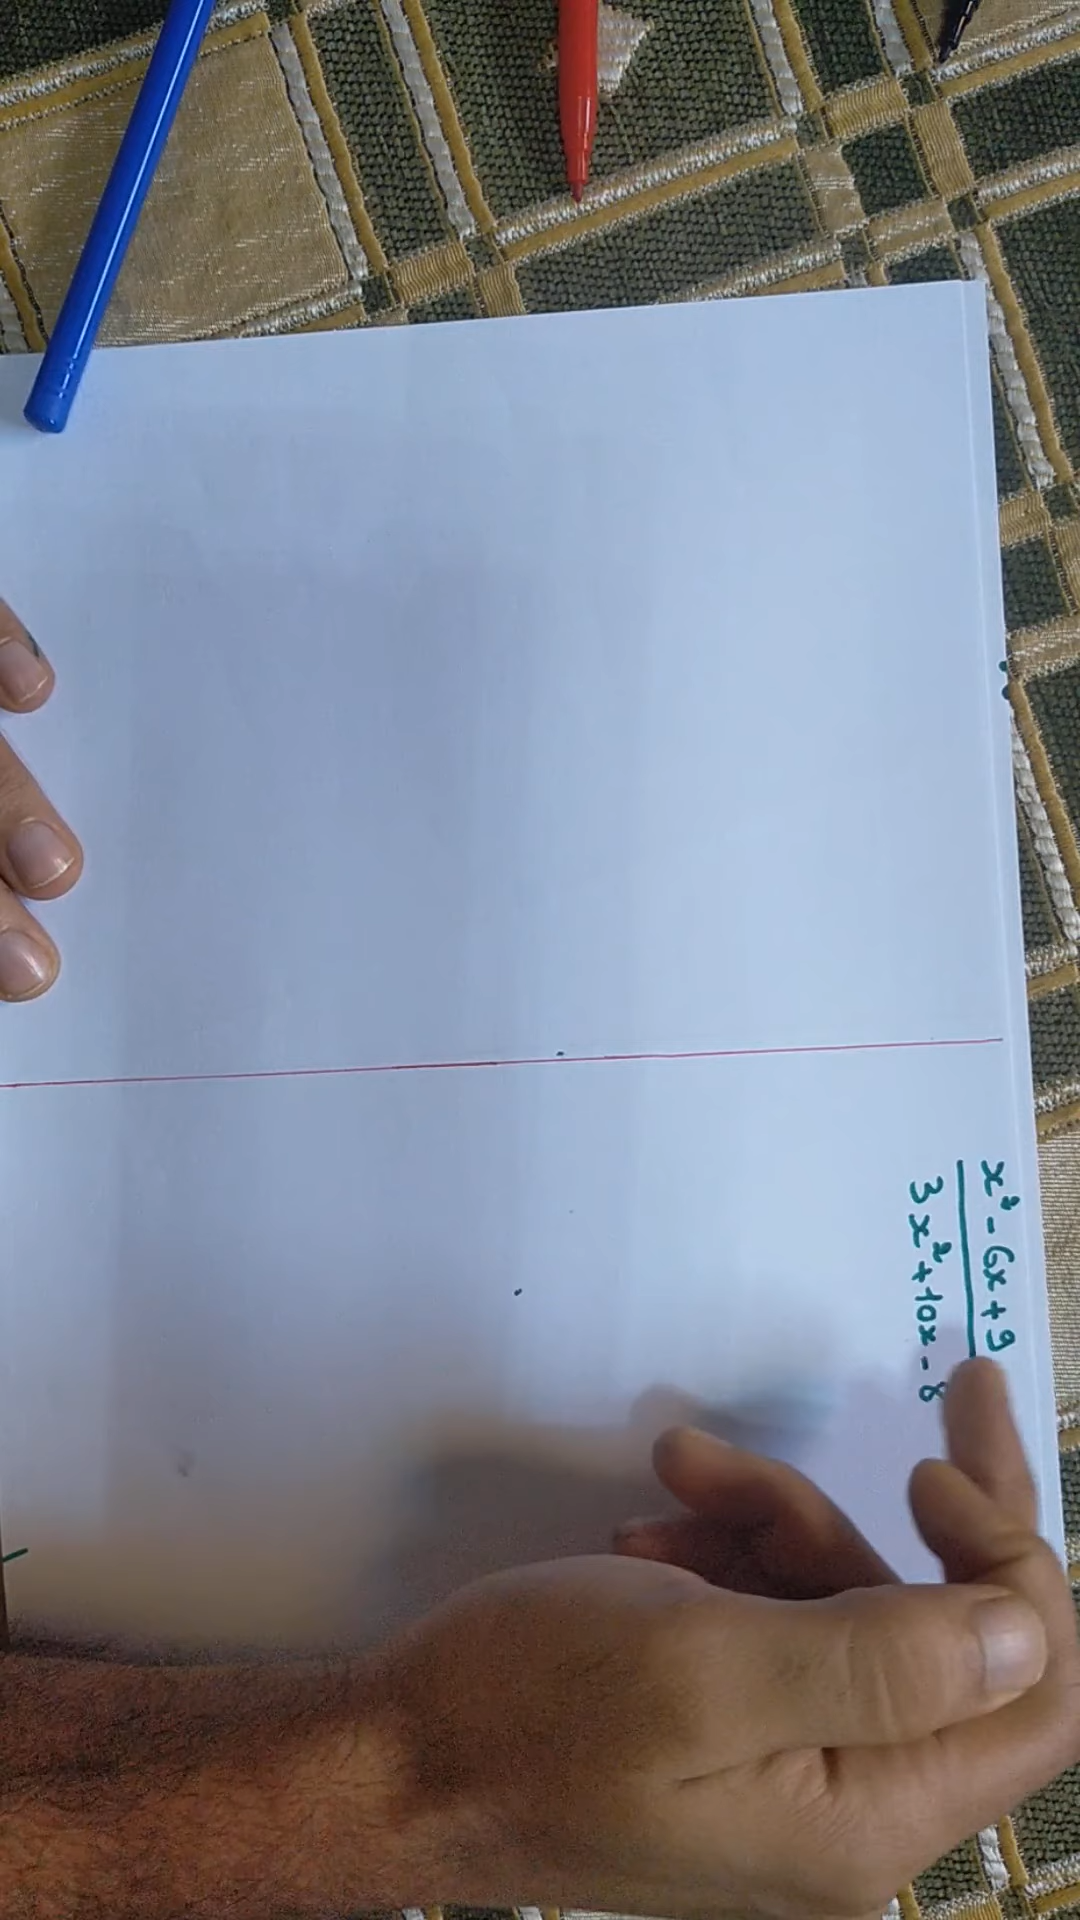 x² - 6x + 9
3x² + 10x - 8